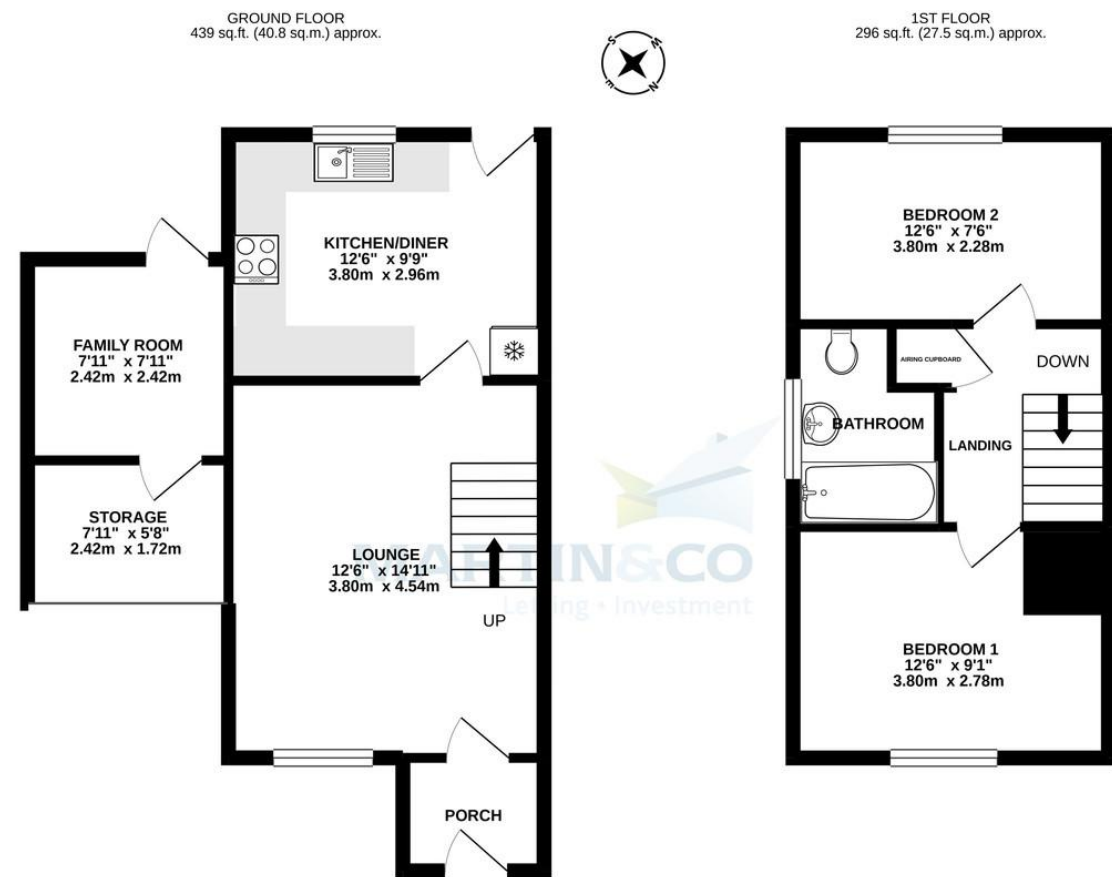 GROUND FLOOR
439 sq.ft. (40.8 sq.m.) approx.
1ST FLOOR
296 sq.ft. (27.5 sq.m.) approx.
S
W
E
N
KITCHEN/DINER
12'6" x 9'9"
3.80m x 2.96m
FAMILY ROOM
7'11" x 7'11"
2.42m x 2.42m
STORAGE
7'11" x 5'8"
2.42m x 1.72m
LOUNGE
12'6" x 14'11"
3.80m x 4.54m
UP
PORCH
BEDROOM 2
12'6" x 7'6"
3.80m x 2.28m
AIRING CUPBOARD
DOWN
BATHROOM
LANDING
BEDROOM 1
12'6" x 9'1"
3.80m x 2.78m
MARTIN&CO
Letting • Investment